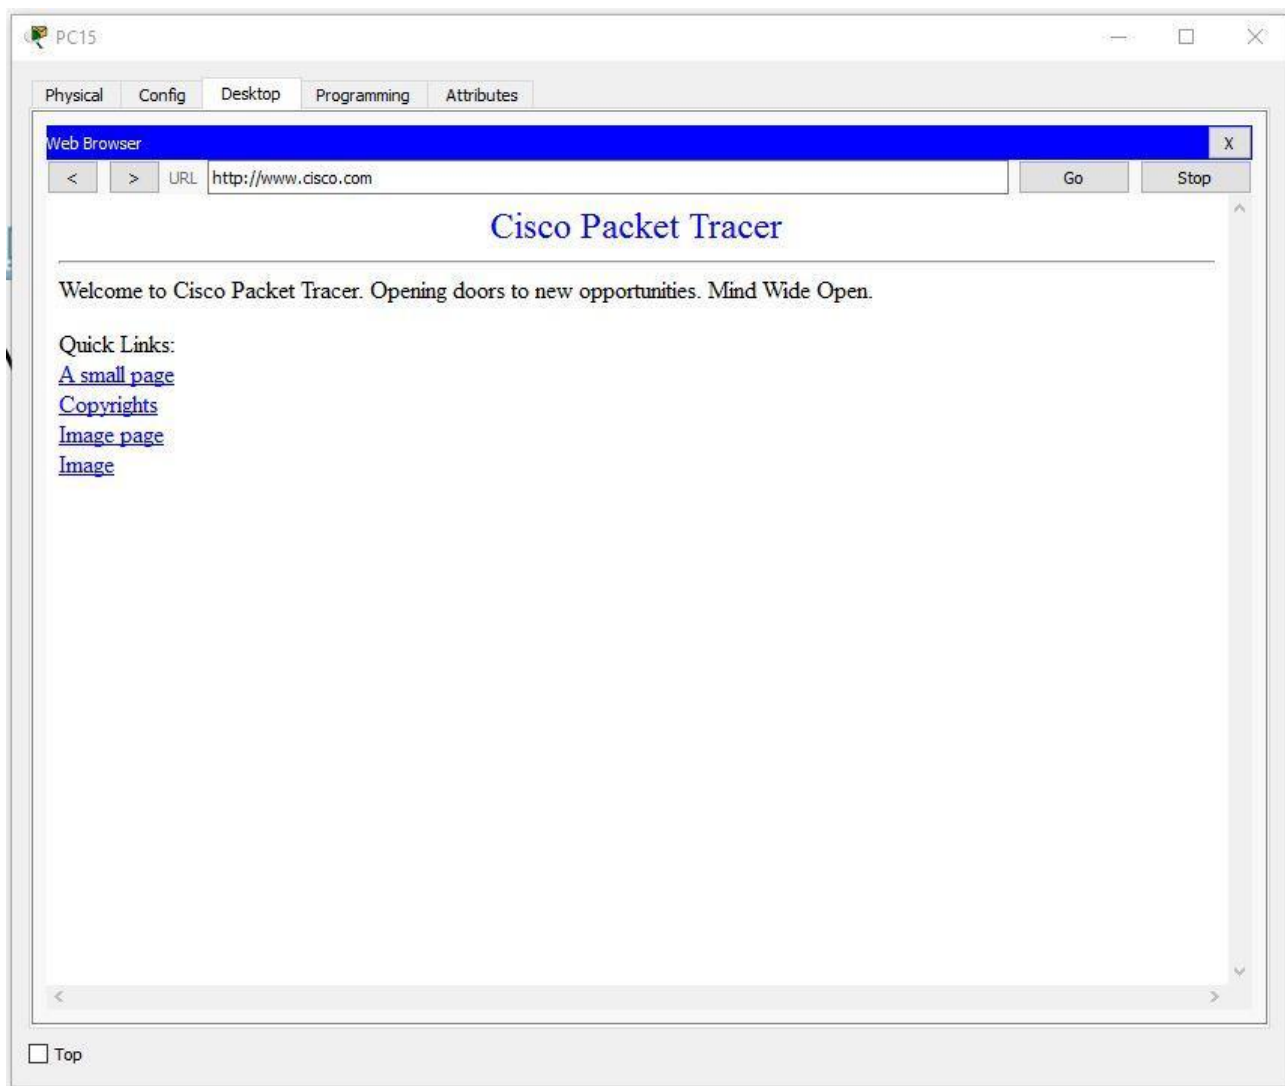 PC15
Physical Config Desktop Programming Attributes
Web Browser X
< > URL http://www.cisco.com Go Stop
Cisco Packet Tracer
Welcome to Cisco Packet Tracer. Opening doors to new opportunities. Mind Wide Open.
Quick Links:
A small page
Copyrights
Image page
Image
Top